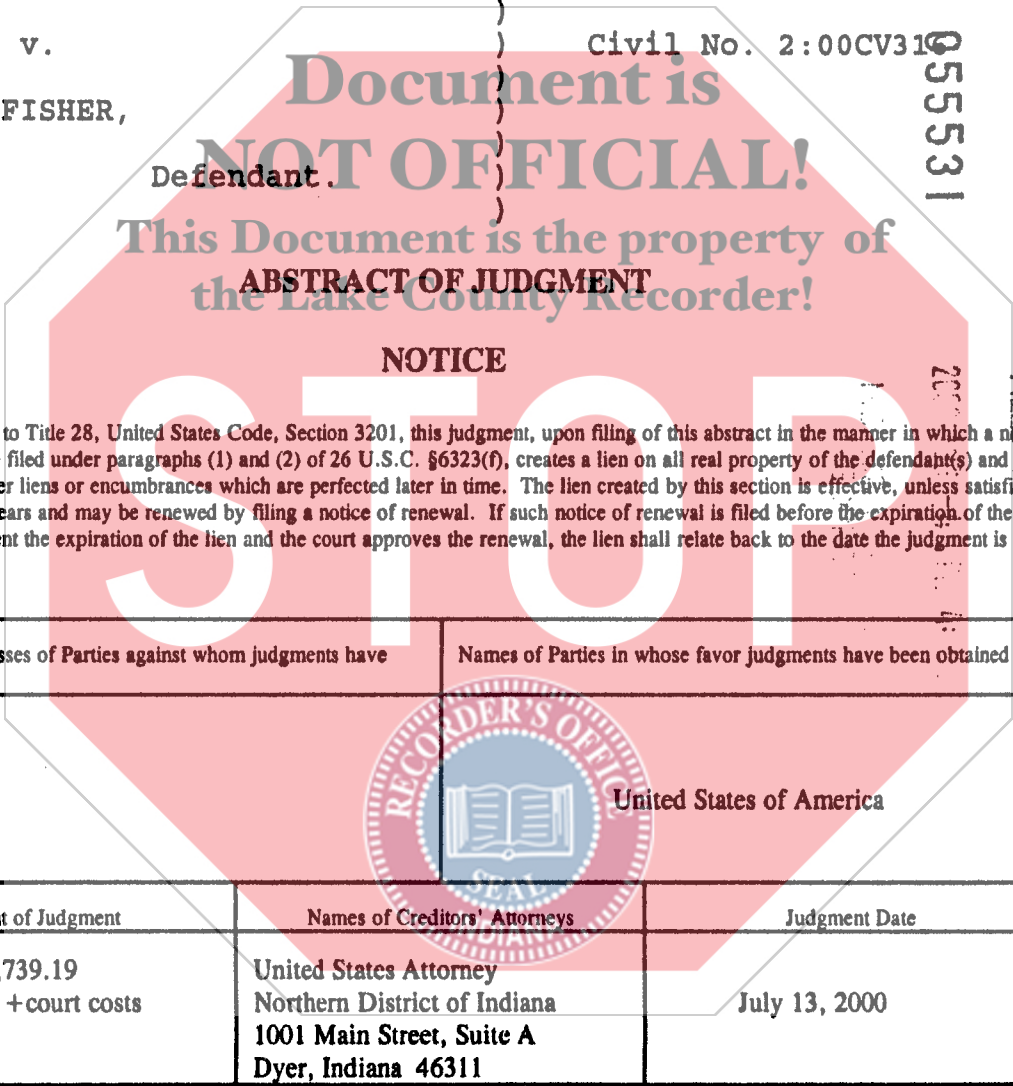 v.
Civil No. 2:00CV316
055531
FISHER,
Defendant.
Document is
NOT OFFICIAL!
This Document is the property of
the Lake County Recorder!
ABSTRACT OF JUDGMENT
NOTICE
STOP
to Title 28, United States Code, Section 3201, this judgment, upon filing of this abstract in the manner in which a
filed under paragraphs (1) and (2) of 26 U.S.C. §6323(f), creates a lien on all real property of the defendant(s) and
liens or encumbrances which are perfected later in time. The lien created by this section is effective, unless
and may be renewed by filing a notice of renewal. If such notice of renewal is filed before the expiration of the
the expiration of the lien and the court approves the renewal, the lien shall relate back to the date the judgment is
of Parties against whom judgments have
Names of Parties in whose favor judgments have been obtained
United States of America
RECORDER'S OFFICE
SEAL
INDIANA
of Judgment
Names of Creditors' Attorneys
Judgment Date
,739.19
+court costs
United States Attorney
Northern District of Indiana
1001 Main Street, Suite A
Dyer, Indiana 46311
July 13, 2000